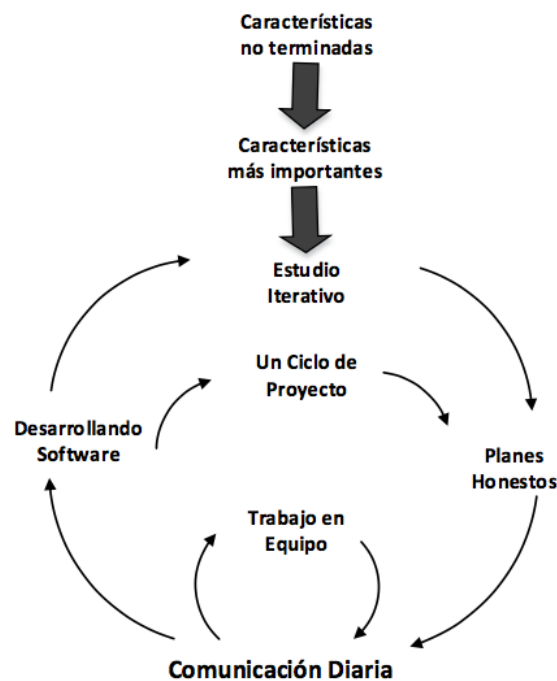 Características
no terminadas
Características
más importantes
Estudio
Iterativo
Un Ciclo de
Proyecto
Desarrollando
Software
Planes
Honestos
Trabajo en
Equipo
Comunicación Diaria